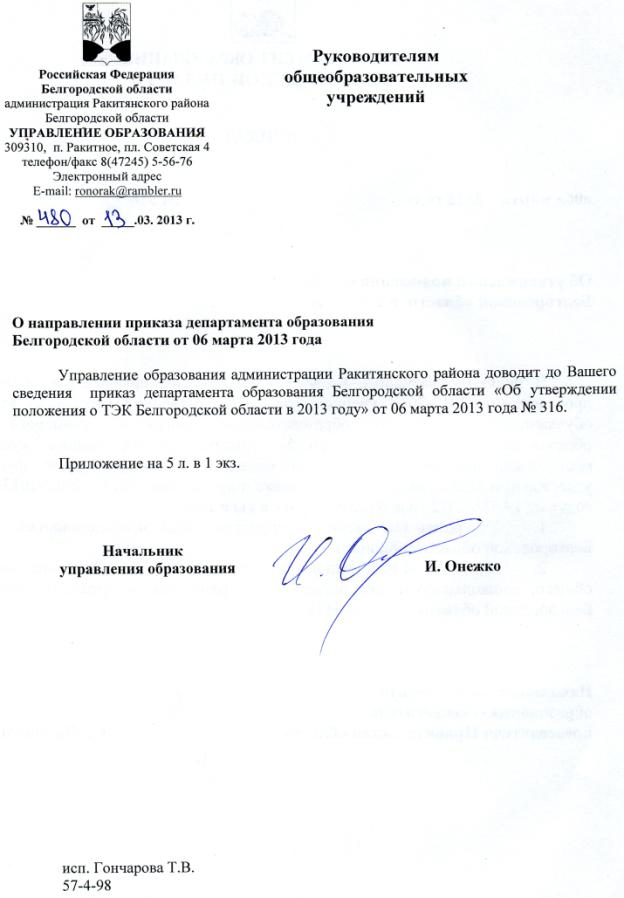 Российская Федерация
Белгородской области
администрация Ракитянского района
Белгородской области
УПРАВЛЕНИЕ ОБРАЗОВАНИЯ
309310, п. Ракитное, пл. Советская 4
телефон/факс 8(47245) 5-56-76
Электронный адрес
E-mail: ronorak@rambler.ru
№ 480 от 13 .03. 2013 г.
Руководителям
общеобразовательных
учреждений
О направлении приказа департамента образования
Белгородской области от 06 марта 2013 года
Управление образования администрации Ракитянского района доводит до Вашего
сведения приказ департамента образования Белгородской области «Об утверждении
положения о ТЭК Белгородской области в 2013 году» от 06 марта 2013 года № 316.
Приложение на 5 л. в 1 экз.
Начальник
управления образования
И. Онежко
исп. Гончарова Т.В.
57-4-98